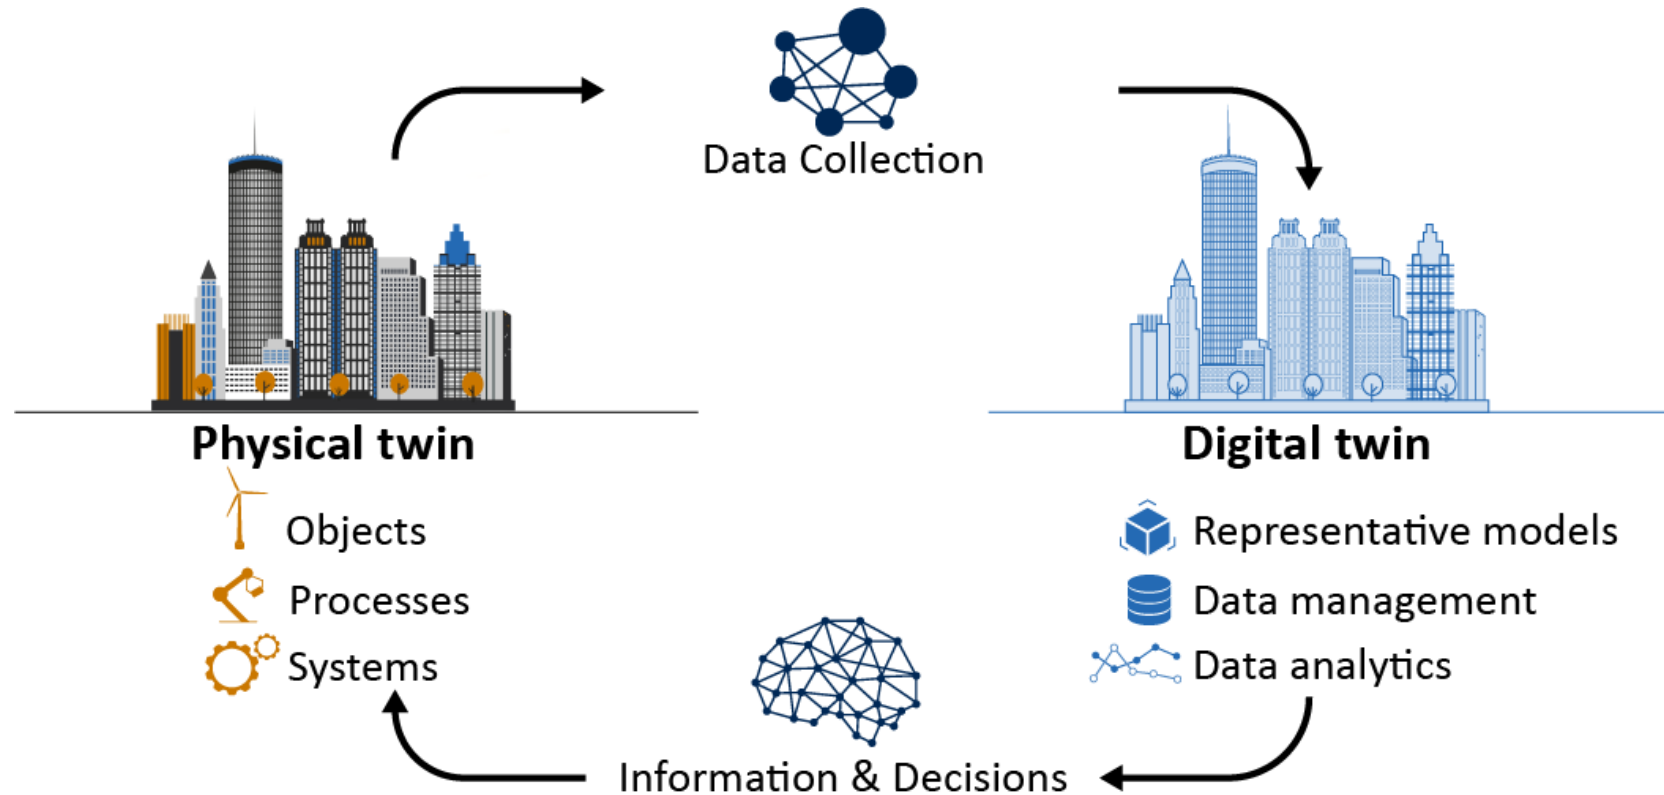 Data Collection
Physical twin
Objects
Processes
Systems
Digital twin
Representative models
Data management
Data analytics
Information & Decisions